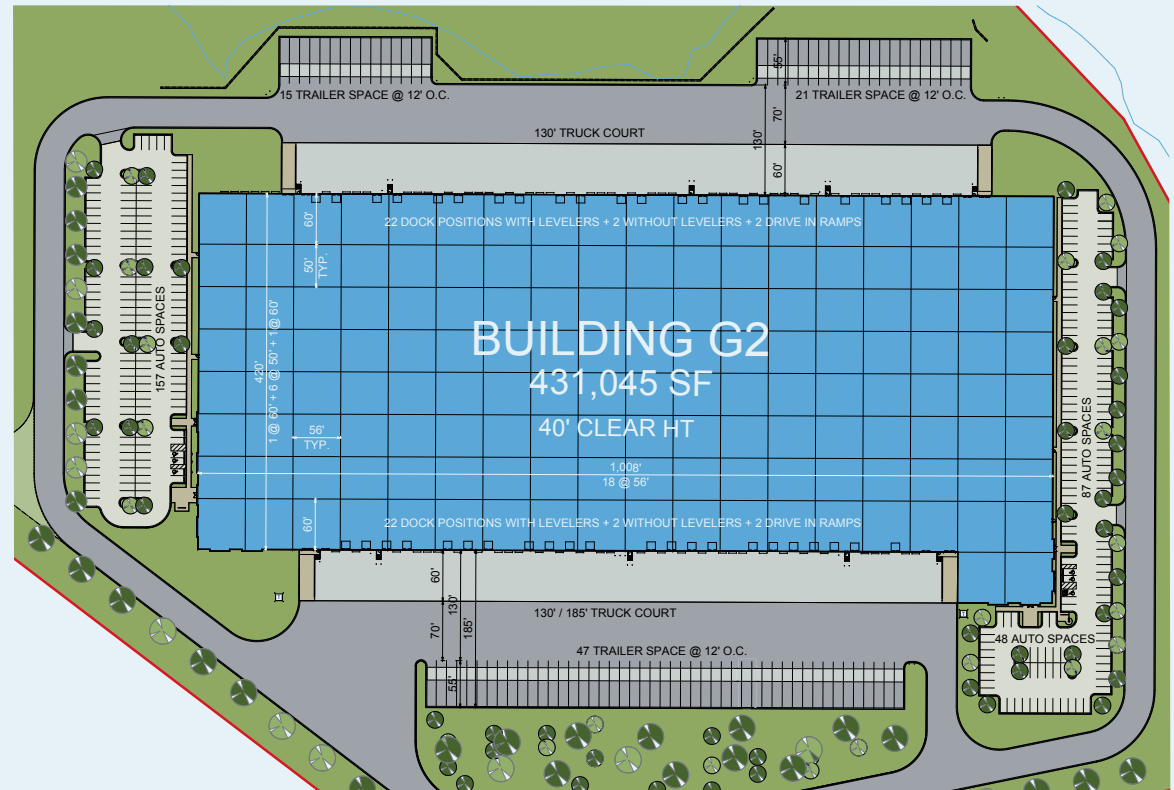 55'
15 TRAILER SPACE @ 12' O.C.
21 TRAILER SPACE @ 12' O.C.
70'
130'
130' TRUCK COURT
60'
60'
22 DOCK POSITIONS WITH LEVELERS + 2 WITHOUT LEVELERS + 2 DRIVE IN RAMPS
50'
TYP.
157 AUTO SPACES
BUILDING G2
431,045 SF
40' CLEAR HT
420'
1 @ 60' + 6 @ 50' + 1 @ 60'
56'
TYP.
1,008'
18 @ 56'
87 AUTO SPACES
60'
22 DOCK POSITIONS WITH LEVELERS + 2 WITHOUT LEVELERS + 2 DRIVE IN RAMPS
60'
130'
185'
70'
130' / 185' TRUCK COURT
48 AUTO SPACES
47 TRAILER SPACE @ 12' O.C.
55'